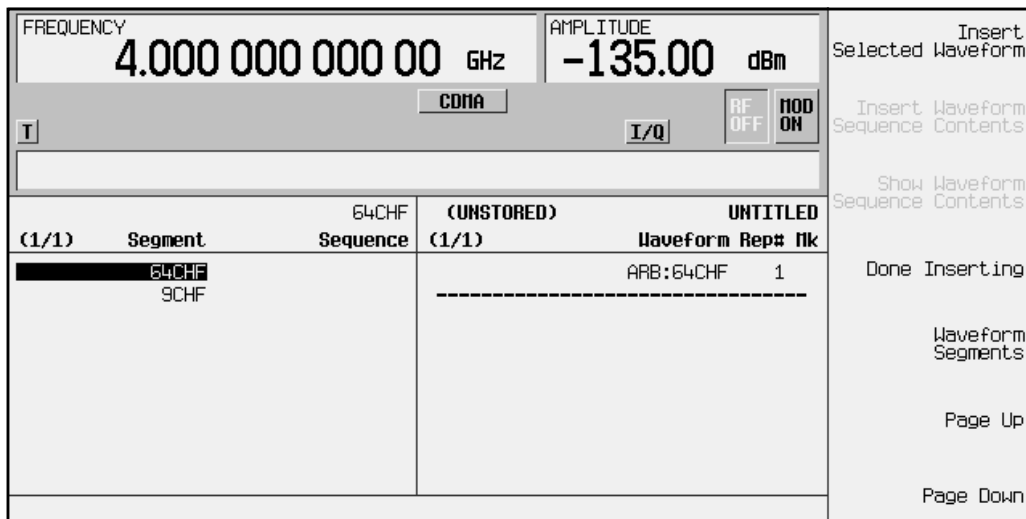 FREQUENCY
4.000 000 000 00 GHz
AMPLITUDE
-135.00 dBm
CDMA
T
I/Q
RF OFF
MOD ON
64CHF
(1/1) Segment Sequence
64CHF
9CHF
(UNSTORED) UNTITLED
(1/1) Waveform Rep# Mk
ARB:64CHF 1
Insert
Selected Waveform
Insert Waveform
Sequence Contents
Show Waveform
Sequence Contents
Done Inserting
Waveform
Segments
Page Up
Page Down